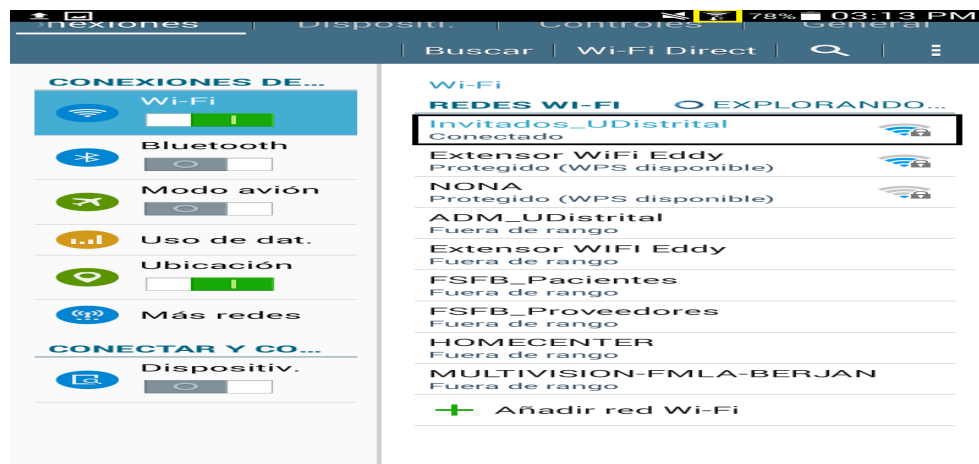 78% 03:13 PM
Conexiones Dispositi. Controles General
Buscar Wi-Fi Direct
CONEXIONES DE...
Wi-Fi
Bluetooth
Modo avión
Uso de dat.
Ubicación
Más redes
CONECTAR Y CO...
Dispositiv.
Wi-Fi
REDES WI-FI EXPLORANDO...
Invitados_UDistrital
Conectado
Extensor WiFi Eddy
Protegido (WPS disponible)
NONA
Protegido (WPS disponible)
ADM_UDistrital
Fuera de rango
Extensor WIFI Eddy
Fuera de rango
FSFB_Pacientes
Fuera de rango
FSFB_Proveedores
Fuera de rango
HOMECENTER
Fuera de rango
MULTIVISION-FMLA-BERJAN
Fuera de rango
Añadir red Wi-Fi